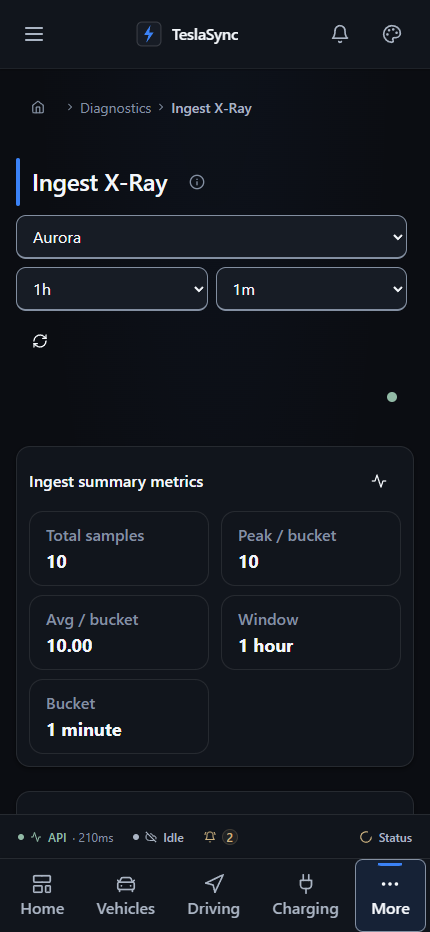 TeslaSync
Diagnostics Ingest X-Ray
Ingest X-Ray
Aurora
1h 1m
Ingest summary metrics
Total samples Peak / bucket
10 10
Avg / bucket Window
10.00 1 hour
Bucket
1 minute
API · 210ms Idle 2 Status
Home Vehicles Driving Charging More